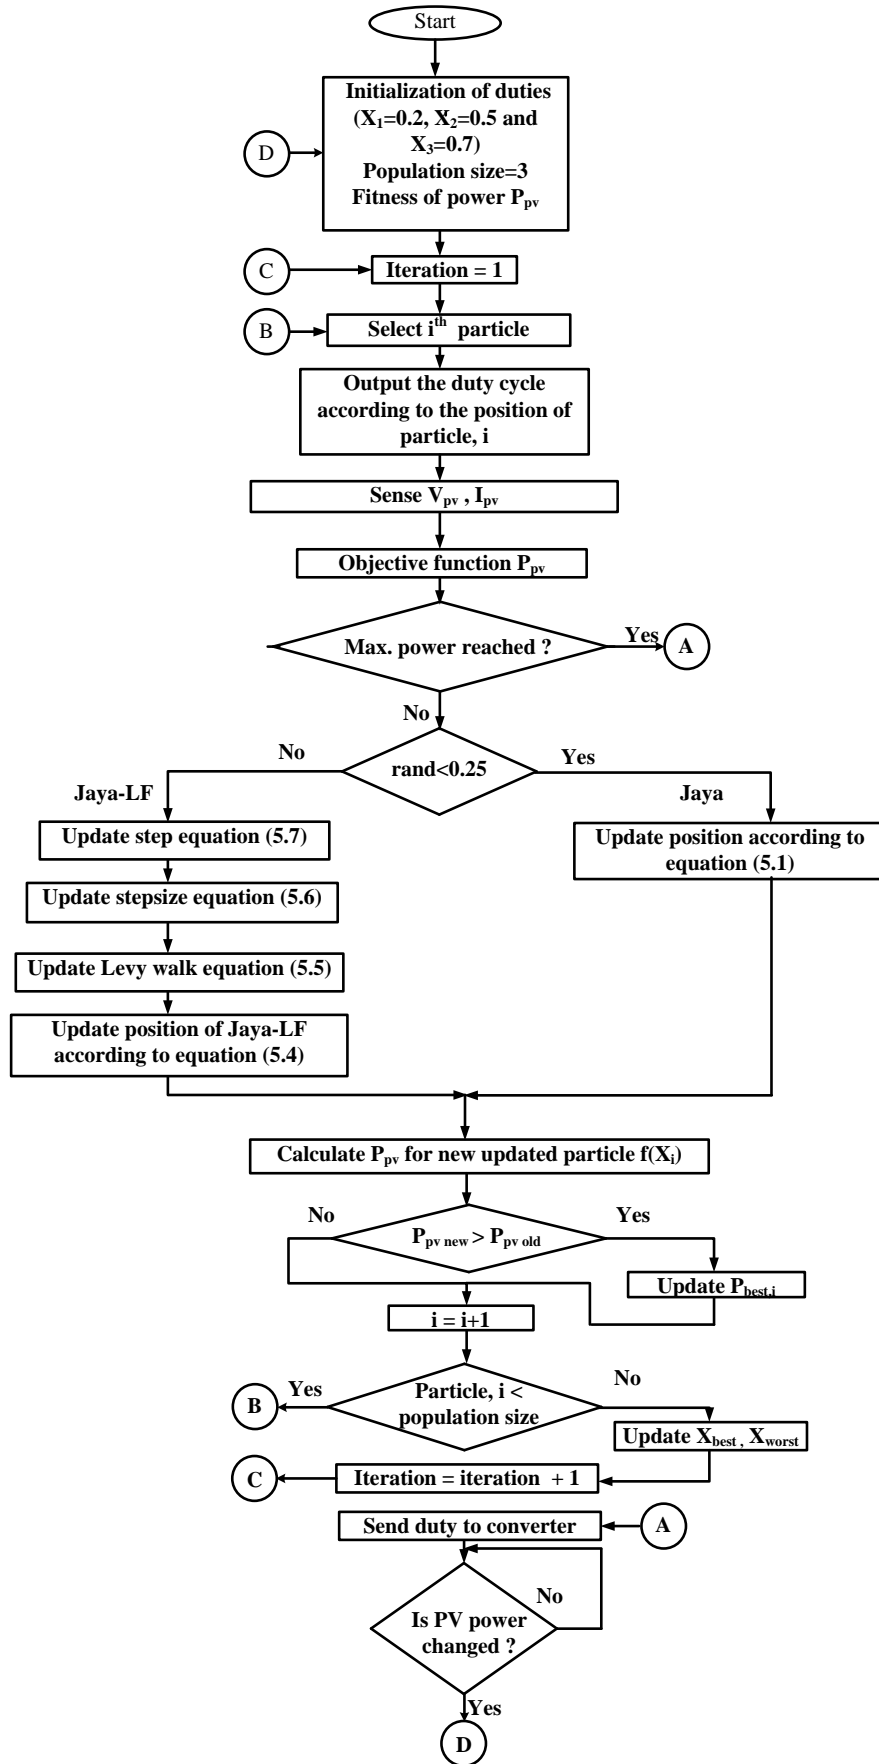 Start
Initialization of duties
(X₁=0.2, X₂=0.5 and
X₃=0.7)
Population size=3
Fitness of power Pₚᵥ
D
C
Iteration = 1
B
Select iᵗʰ particle
Output the duty cycle
according to the position of
particle, i
Sense Vₚᵥ , Iₚᵥ
Objective function Pₚᵥ
Max. power reached ?
Yes
A
No
No
rand<0.25
Yes
Jaya-LF
Jaya
Update step equation (5.7)
Update position according to
equation (5.1)
Update stepsize equation (5.6)
Update Levy walk equation (5.5)
Update position of Jaya-LF
according to equation (5.4)
Calculate Pₚᵥ for new updated particle f(Xᵢ)
No
Yes
Ppv new > Ppv old
Update Pbest,i
i = i+1
B
Yes
Particle, i <
population size
No
Update Xbest , Xworst
C
Iteration = iteration + 1
Send duty to converter
A
No
Is PV power
changed ?
Yes
D